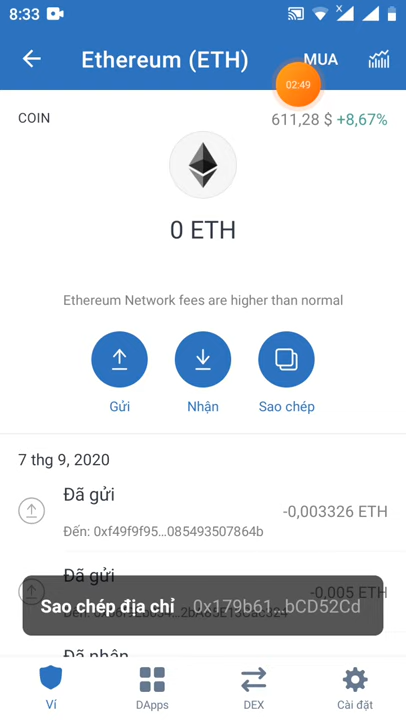 8:33
Ethereum (ETH)
MUA
02:49
COIN
611,28 $ +8,67%
0 ETH
Ethereum Network fees are higher than normal
Gửi
Nhận
Sao chép
7 thg 9, 2020
Đã gửi
-0,003326 ETH
Đến: 0xf49f9f95...085493507864b
Đã gửi
-0,005 ETH
Sao chép địa chỉ 0x179b61...bCD52Cd
Đã nhận
Ví
DApps
DEX
Cài đặt